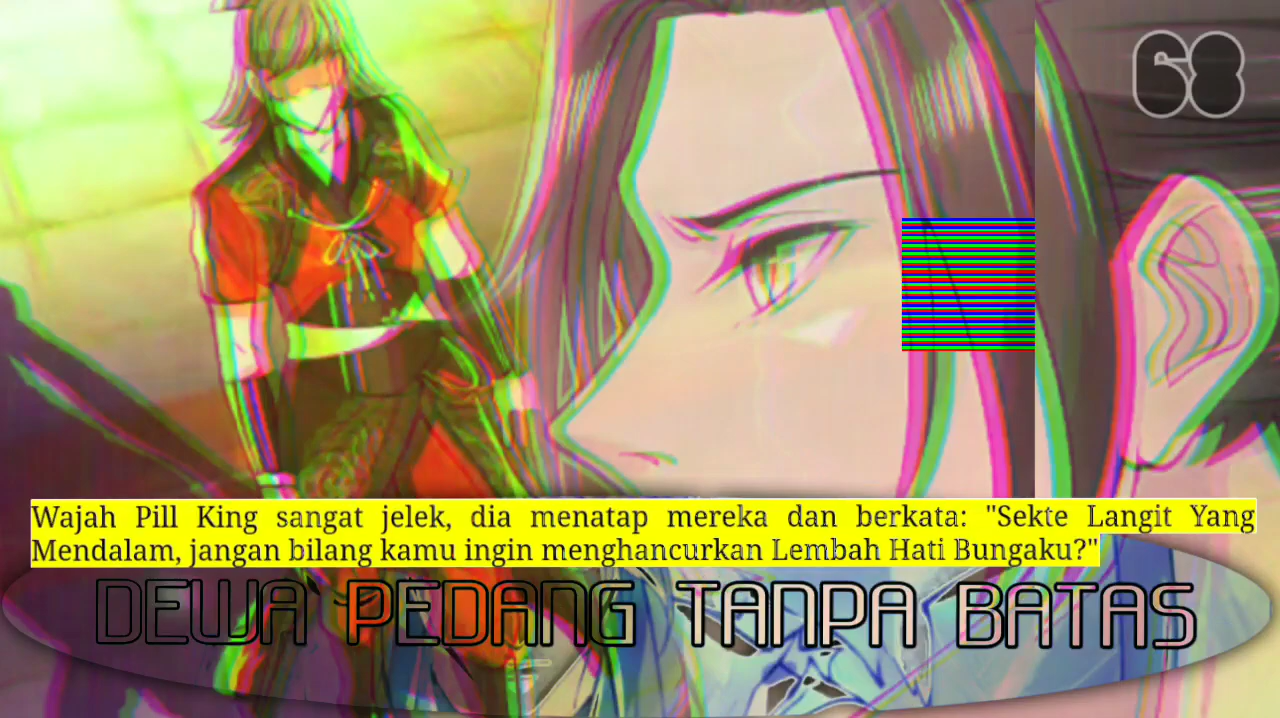 68
Wajah Pill King sangat jelek, dia menatap mereka dan berkata: "Sekte Langit Yang
Mendalam, jangan bilang kamu ingin menghancurkan Lembah Hati Bungaku?"
DEWA PEDANG TANPA BATAS